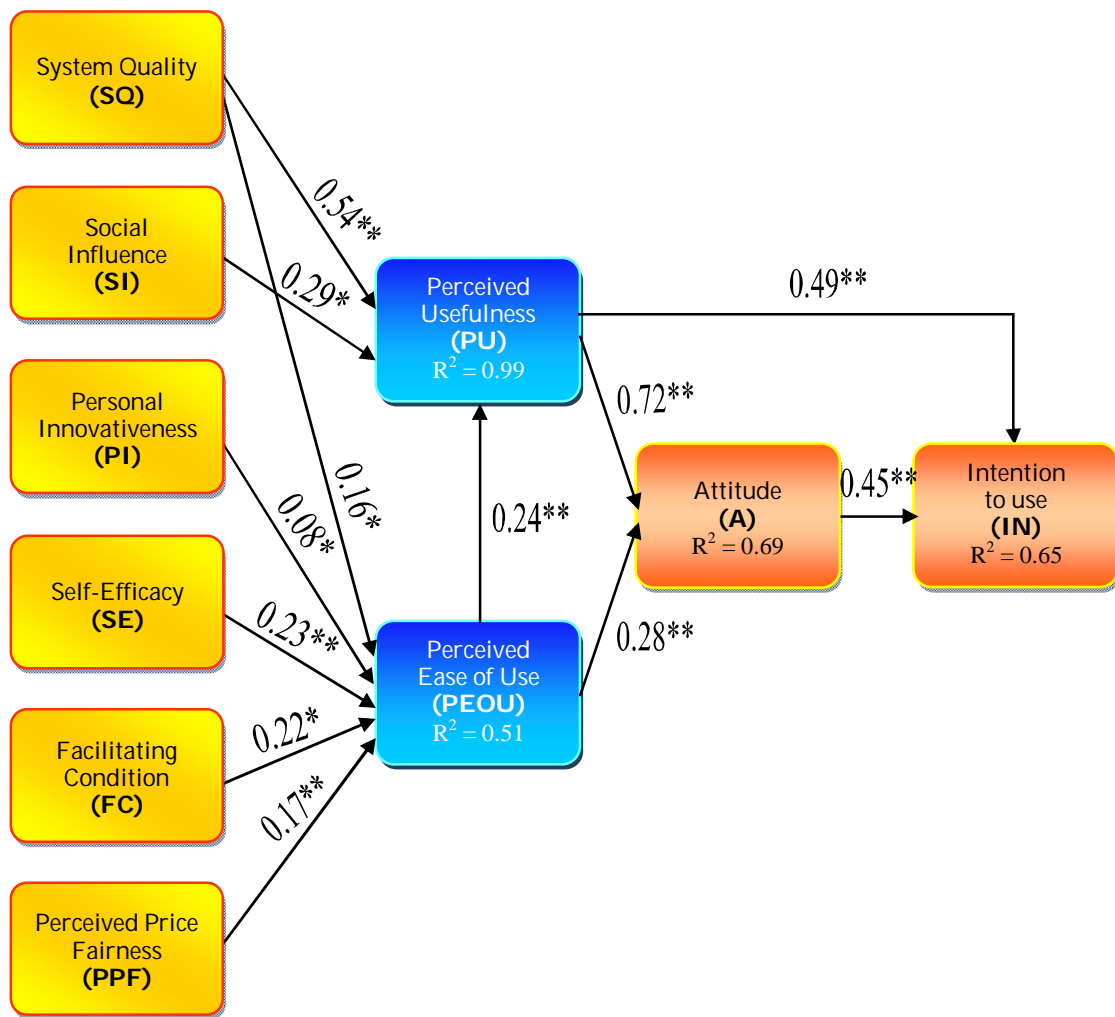 System Quality
(SQ)
Social
Influence
(SI)
Personal
Innovativeness
(PI)
Self-Efficacy
(SE)
Facilitating
Condition
(FC)
Perceived Price
Fairness
(PPF)
0.54**
0.29*
0.16*
0.08*
0.23**
0.22*
0.17**
Perceived
Usefulness
(PU)
R² = 0.99
0.24**
Perceived
Ease of Use
(PEOU)
R² = 0.51
0.49**
0.72**
0.28**
Attitude
(A)
R² = 0.69
0.45**
Intention
to use
(IN)
R² = 0.65